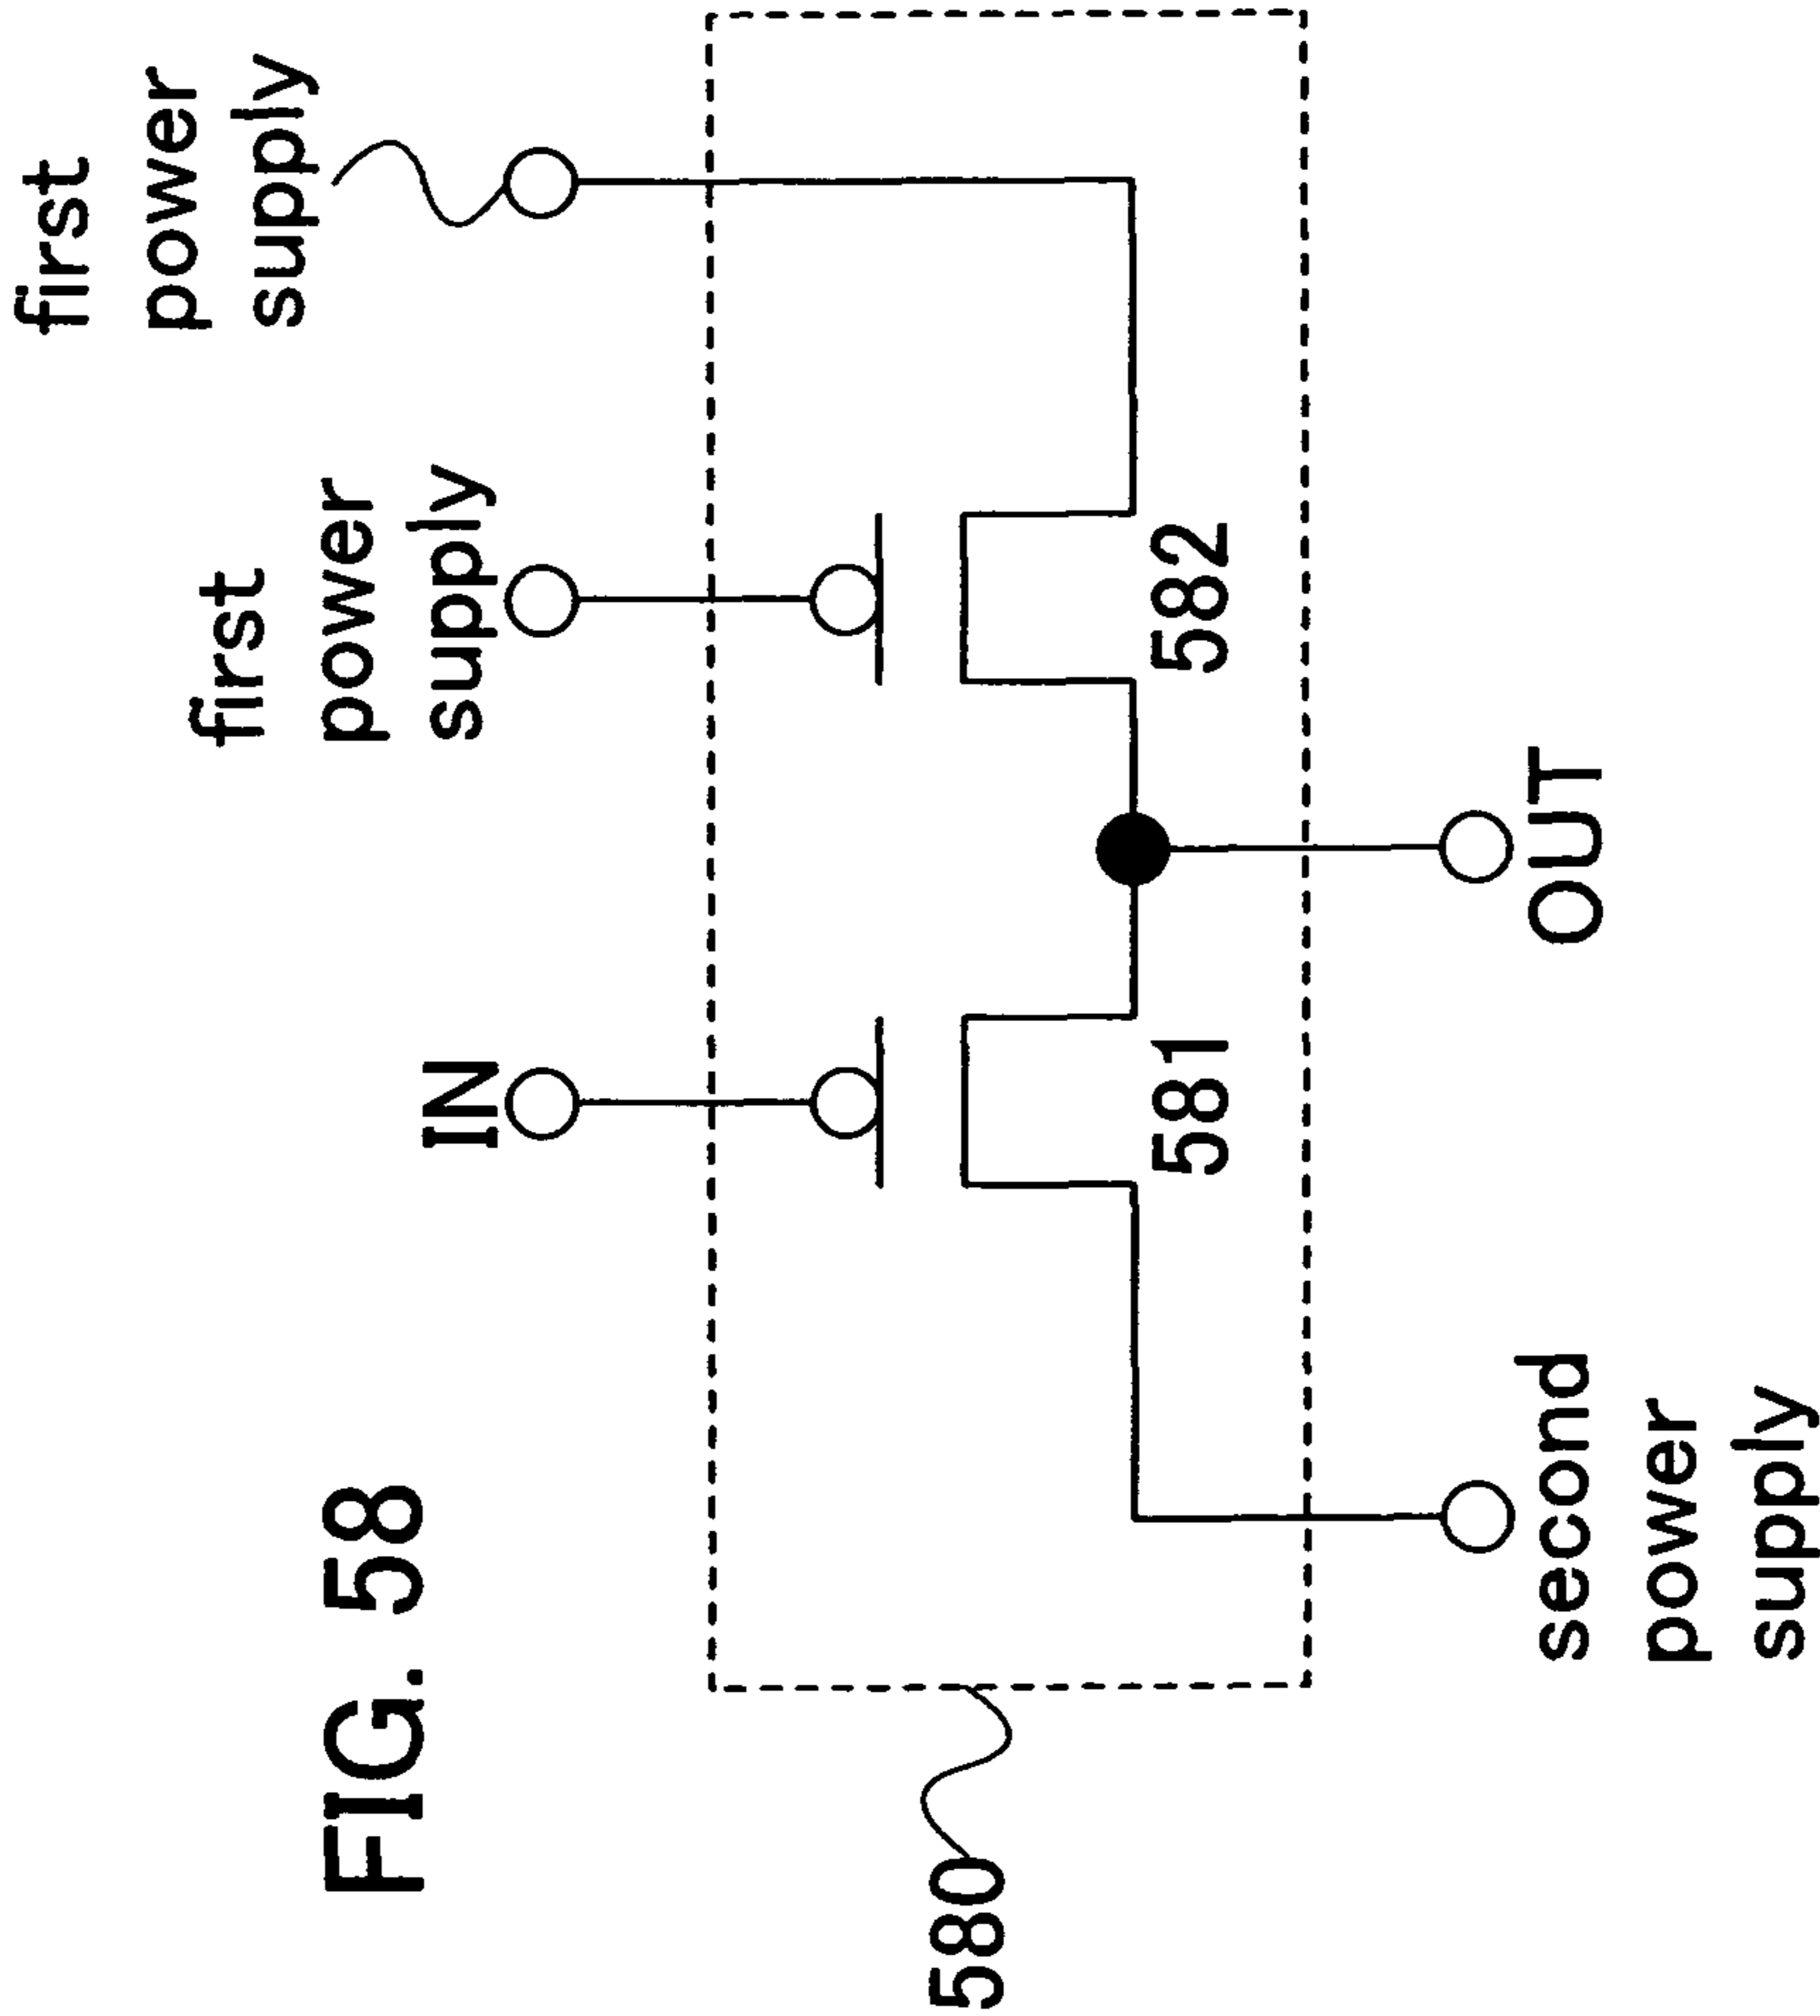 FIG. 58
first
power
supply
first
power
supply
IN
580
581
582
OUT
second
power
supply